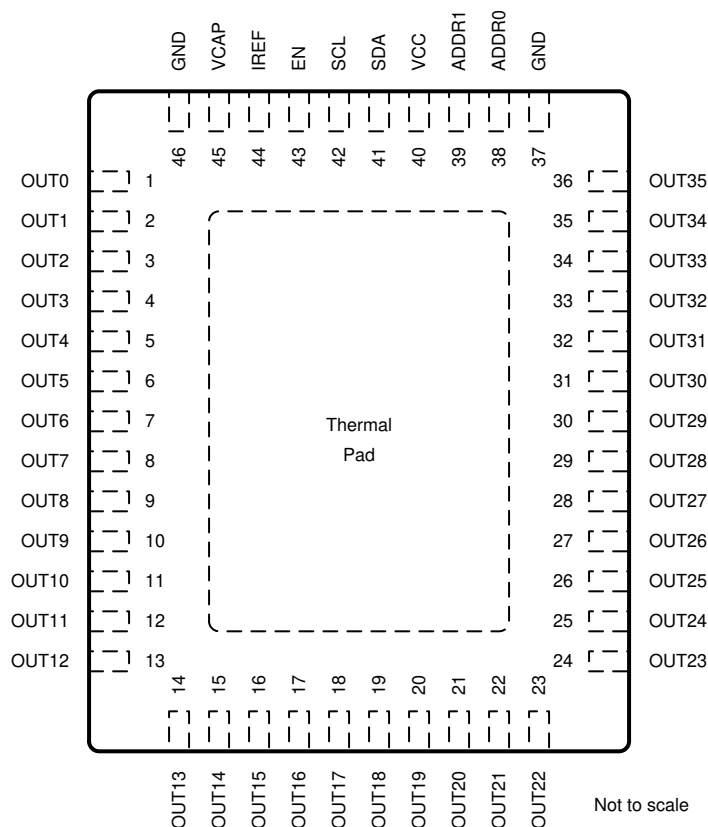 GND VCAP IREF EN SCL SDA VCC ADDR1 ADDR0 GND
46 45 44 43 42 41 40 39 38 37
OUT0 1 36 OUT35
OUT1 2 35 OUT34
OUT2 3 34 OUT33
OUT3 4 33 OUT32
OUT4 5 32 OUT31
OUT5 6 31 OUT30
OUT6 7 30 OUT29
Thermal
Pad
OUT7 8 29 OUT28
OUT8 9 28 OUT27
OUT9 10 27 OUT26
OUT10 11 26 OUT25
OUT11 12 25 OUT24
OUT12 13 24 OUT23
14 15 16 17 18 19 20 21 22 23
OUT13 OUT14 OUT15 OUT16 OUT17 OUT18 OUT19 OUT20 OUT21 OUT22
Not to scale